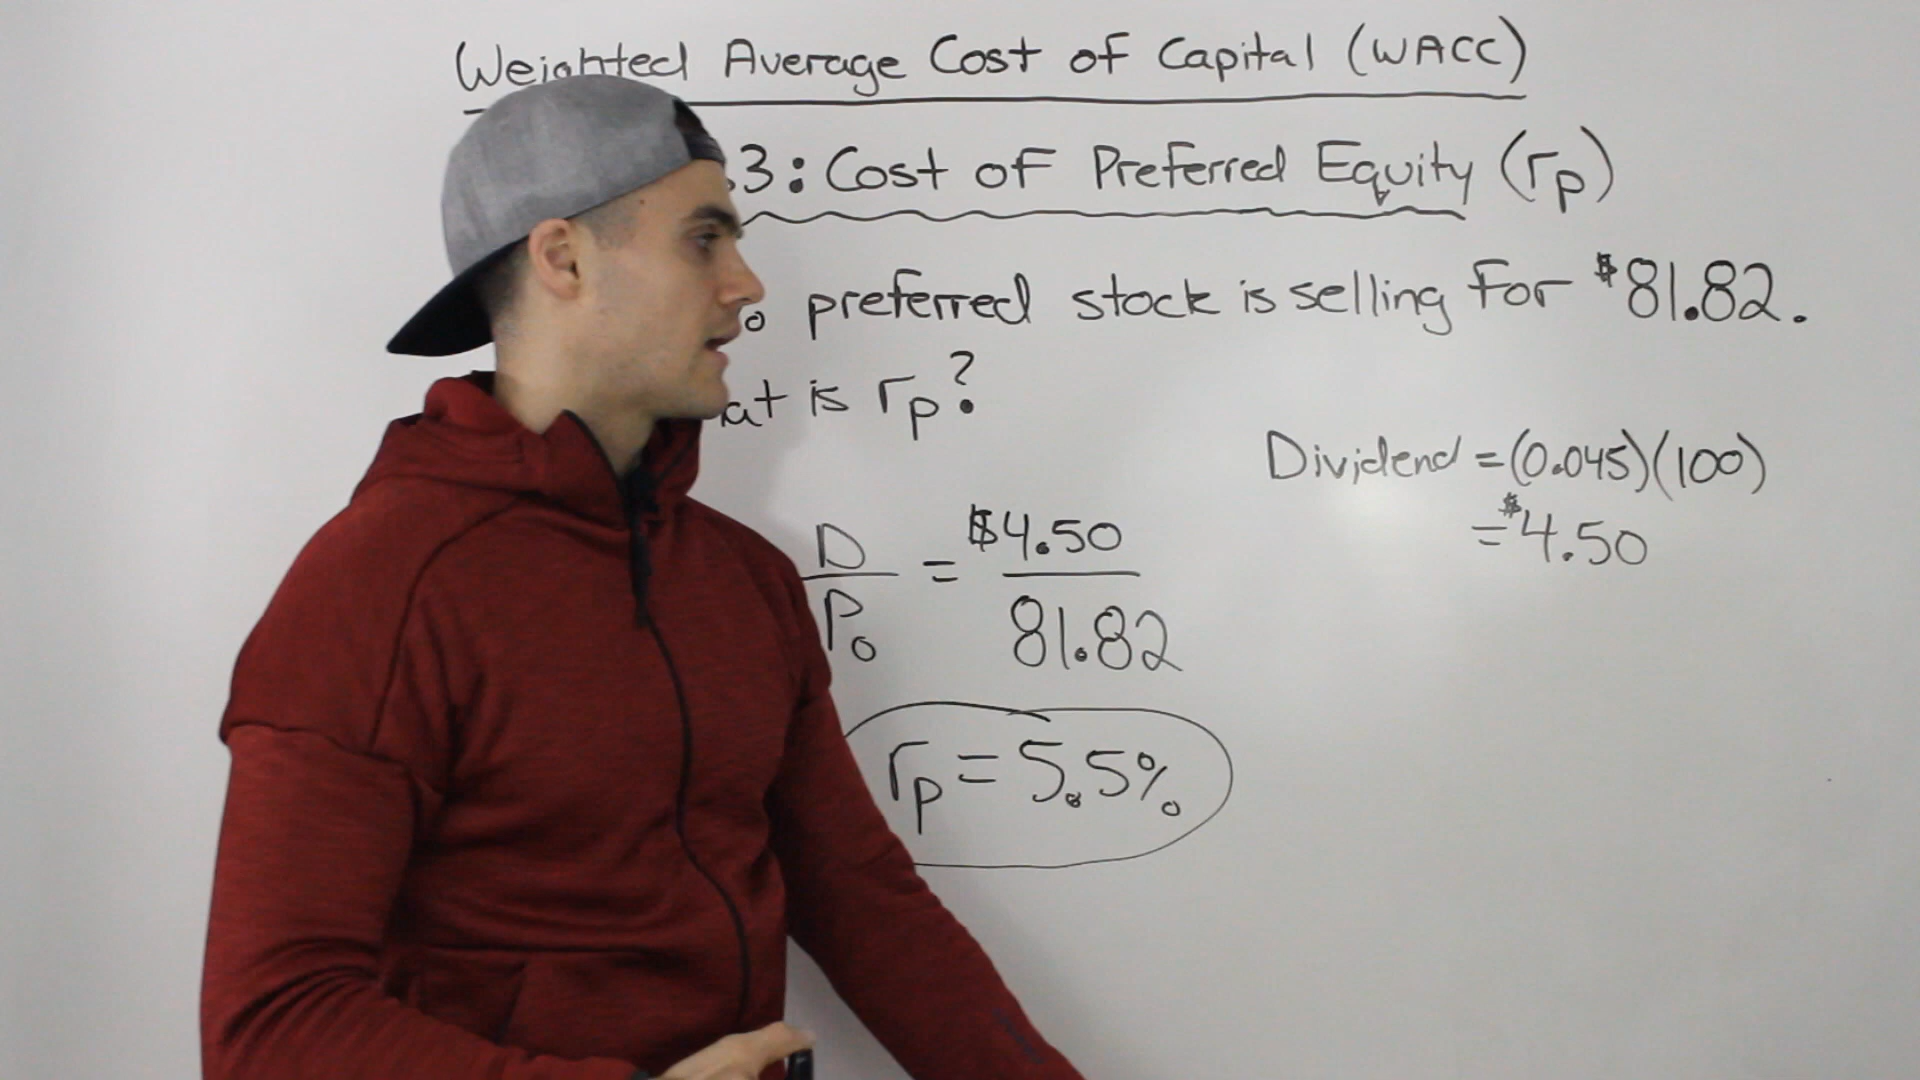 Weighted Average Cost of Capital (WACC)
3: Cost of Preferred Equity (rp)
preferred stock is selling for $81.82.
is rp?
Dividend = (0.045)(100)
= $4.50
D/P0 = $4.50/81.82
rp = 5.5%